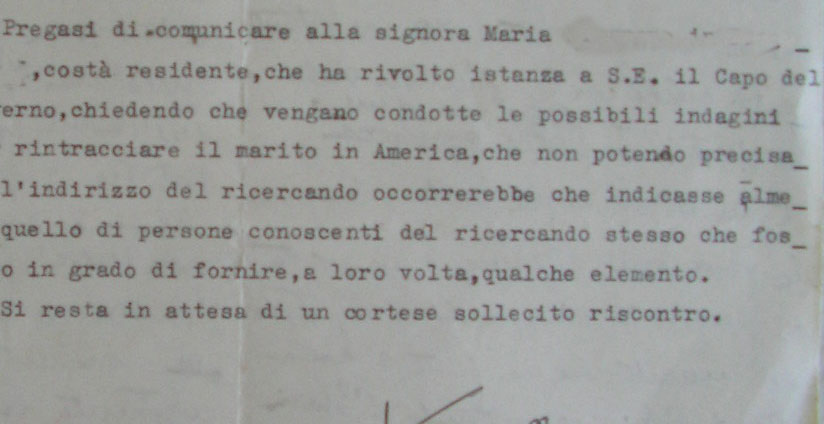 Pregasi di comunicare alla signora Maria
,costà residente,che ha rivolto istanza a S.E. il Capo del
erno,chiedendo che vengano condotte le possibili indagini
rintracciare il marito in America,che non potendo precisa_
l'indirizzo del ricercando occorrerebbe che indicasse alme_
quello di persone conoscenti del ricercando stesso che fos_
o in grado di fornire,a loro volta,qualche elemento.
Si resta in attesa di un cortese sollecito riscontro.